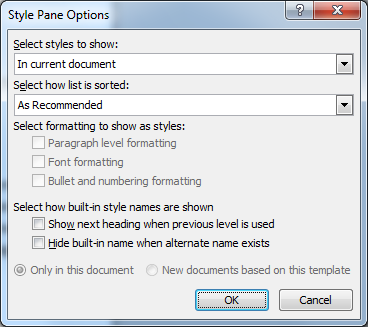 Style Pane Options
Select styles to show:
In current document
Select how list is sorted:
As Recommended
Select formatting to show as styles:
Paragraph level formatting
Font formatting
Bullet and numbering formatting
Select how built-in style names are shown
Show next heading when previous level is used
Hide built-in name when alternate name exists
Only in this document New documents based on this template
OK Cancel